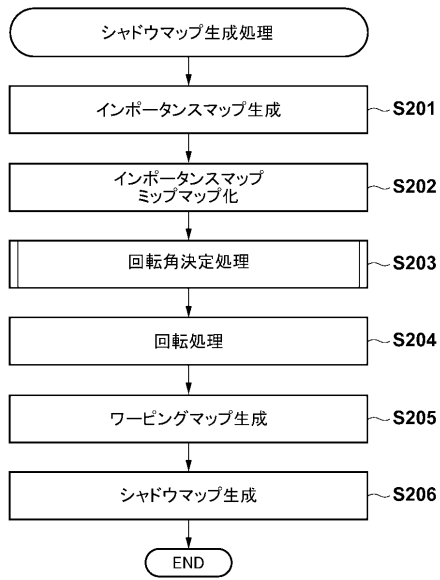 シャドウマップ生成処理
インポータンスマップ生成
S201
インポータンスマップ
ミップマップ化
S202
回転角決定処理
S203
回転処理
S204
ワーピングマップ生成
S205
シャドウマップ生成
S206
END